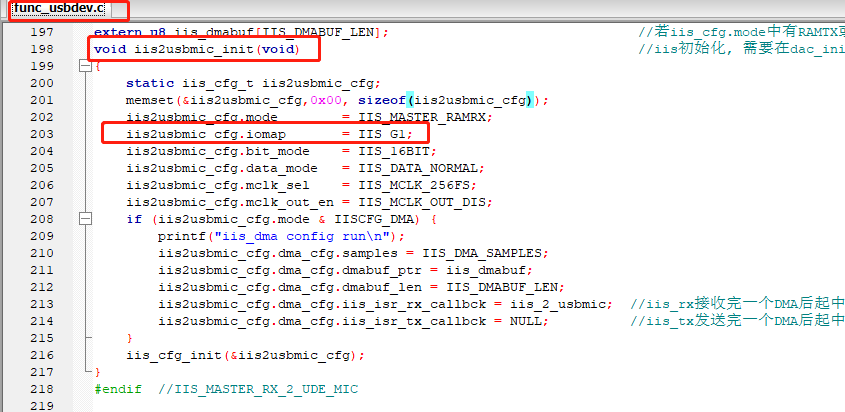 func_usbdev.c
197 extern u8 iis_dmabuf[IIS_DMABUF_LEN]; //若iis_cfg.mode中有RAMTX或
198 void iis2usbmic_init(void) //iis初始化, 需要在dac_ini
199 {
200 static iis_cfg_t iis2usbmic_cfg;
201 memset(&iis2usbmic_cfg,0x00, sizeof(iis2usbmic_cfg));
202 iis2usbmic_cfg.mode = IIS_MASTER_RAMRX;
203 iis2usbmic_cfg.iomap = IIS_G1;
204 iis2usbmic_cfg.bit_mode = IIS_16BIT;
205 iis2usbmic_cfg.data_mode = IIS_DATA_NORMAL;
206 iis2usbmic_cfg.mclk_sel = IIS_MCLK_256FS;
207 iis2usbmic_cfg.mclk_out_en = IIS_MCLK_OUT_DIS;
208 if (iis2usbmic_cfg.mode & IISCFG_DMA) {
209 printf("iis_dma config run\n");
210 iis2usbmic_cfg.dma_cfg.samples = IIS_DMA_SAMPLES;
211 iis2usbmic_cfg.dma_cfg.dmabuf_ptr = iis_dmabuf;
212 iis2usbmic_cfg.dma_cfg.dmabuf_len = IIS_DMABUF_LEN;
213 iis2usbmic_cfg.dma_cfg.iis_isr_rx_callbck = iis_2_usbmic; //iis_rx接收完一个DMA后起中
214 iis2usbmic_cfg.dma_cfg.iis_isr_tx_callbck = NULL; //iis_tx发送完一个DMA后起中
215 }
216 iis_cfg_init(&iis2usbmic_cfg);
217 }
218 #endif //IIS_MASTER_RX_2_UDE_MIC
219